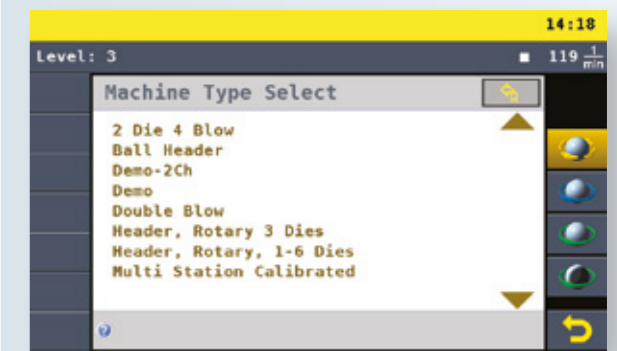 14:18
Level: 3 119 1/min
Machine Type Select
2 Die 4 Blow
Ball Header
Demo-2Ch
Demo
Double Blow
Header, Rotary 3 Dies
Header, Rotary, 1-6 Dies
Multi Station Calibrated
?